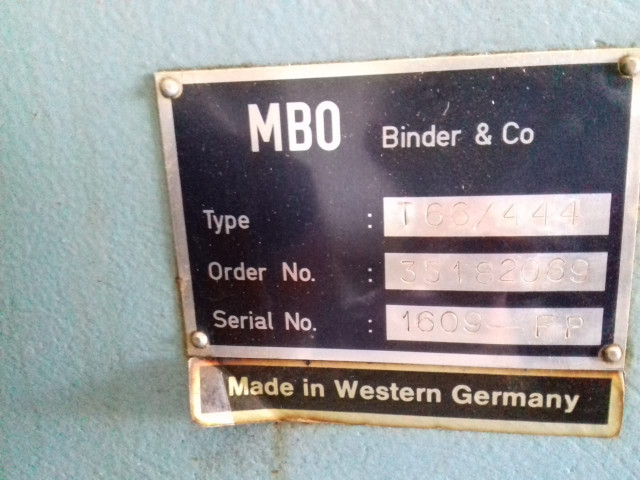 MBO Binder & Co
Type : T66/444
Order No. : 35182069
Serial No. : 1609-- FP
Made in Western Germany